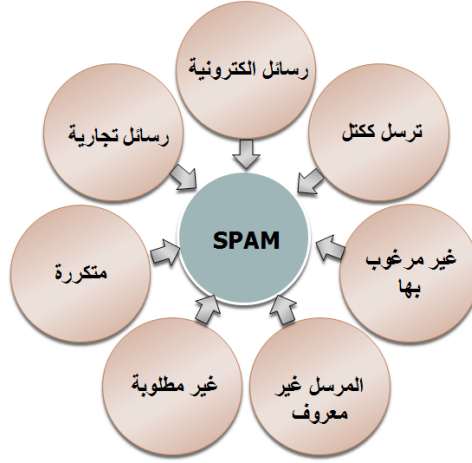 رسائل الكترونية
ترسل ككتل
غير مرغوب
بها
المرسل غير
معروف
غير مطلوبة
متكررة
رسائل تجارية
SPAM